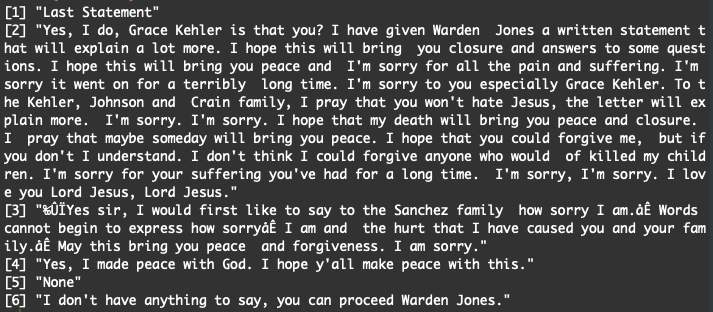 [1] "Last Statement"
[2] "Yes, I do, Grace Kehler is that you? I have given Warden  Jones a written statement t
hat will explain a lot more. I hope this will bring  you closure and answers to some quest
ions. I hope this will bring you peace and  I'm sorry for all the pain and suffering. I'm 
sorry it went on for a terribly  long time. I'm sorry to you especially Grace Kehler. To t
he Kehler, Johnson and  Crain family, I pray that you won't hate Jesus, the letter will ex
plain more.  I'm sorry. I'm sorry. I hope that my death will bring you peace and closure. 
I  pray that maybe someday will bring you peace. I hope that you could forgive me,  but if
you don't I understand. I don't think I could forgive anyone who would  of killed my child
ren. I'm sorry for your suffering you've had for a long time.  I'm sorry, I'm sorry. I lov
e you Lord Jesus, Lord Jesus."
[3] "‰ÛÏYes sir, I would first like to say to the Sanchez family  how sorry I am.åÊ Words 
cannot begin to express how sorryåÊ I am and  the hurt that I have caused you and your fam
ily.åÊ May this bring you peace  and forgiveness. I am sorry."
[4] "Yes, I made peace with God. I hope y'all make peace with this."
[5] "None"
[6] "I don't have anything to say, you can proceed Warden Jones."